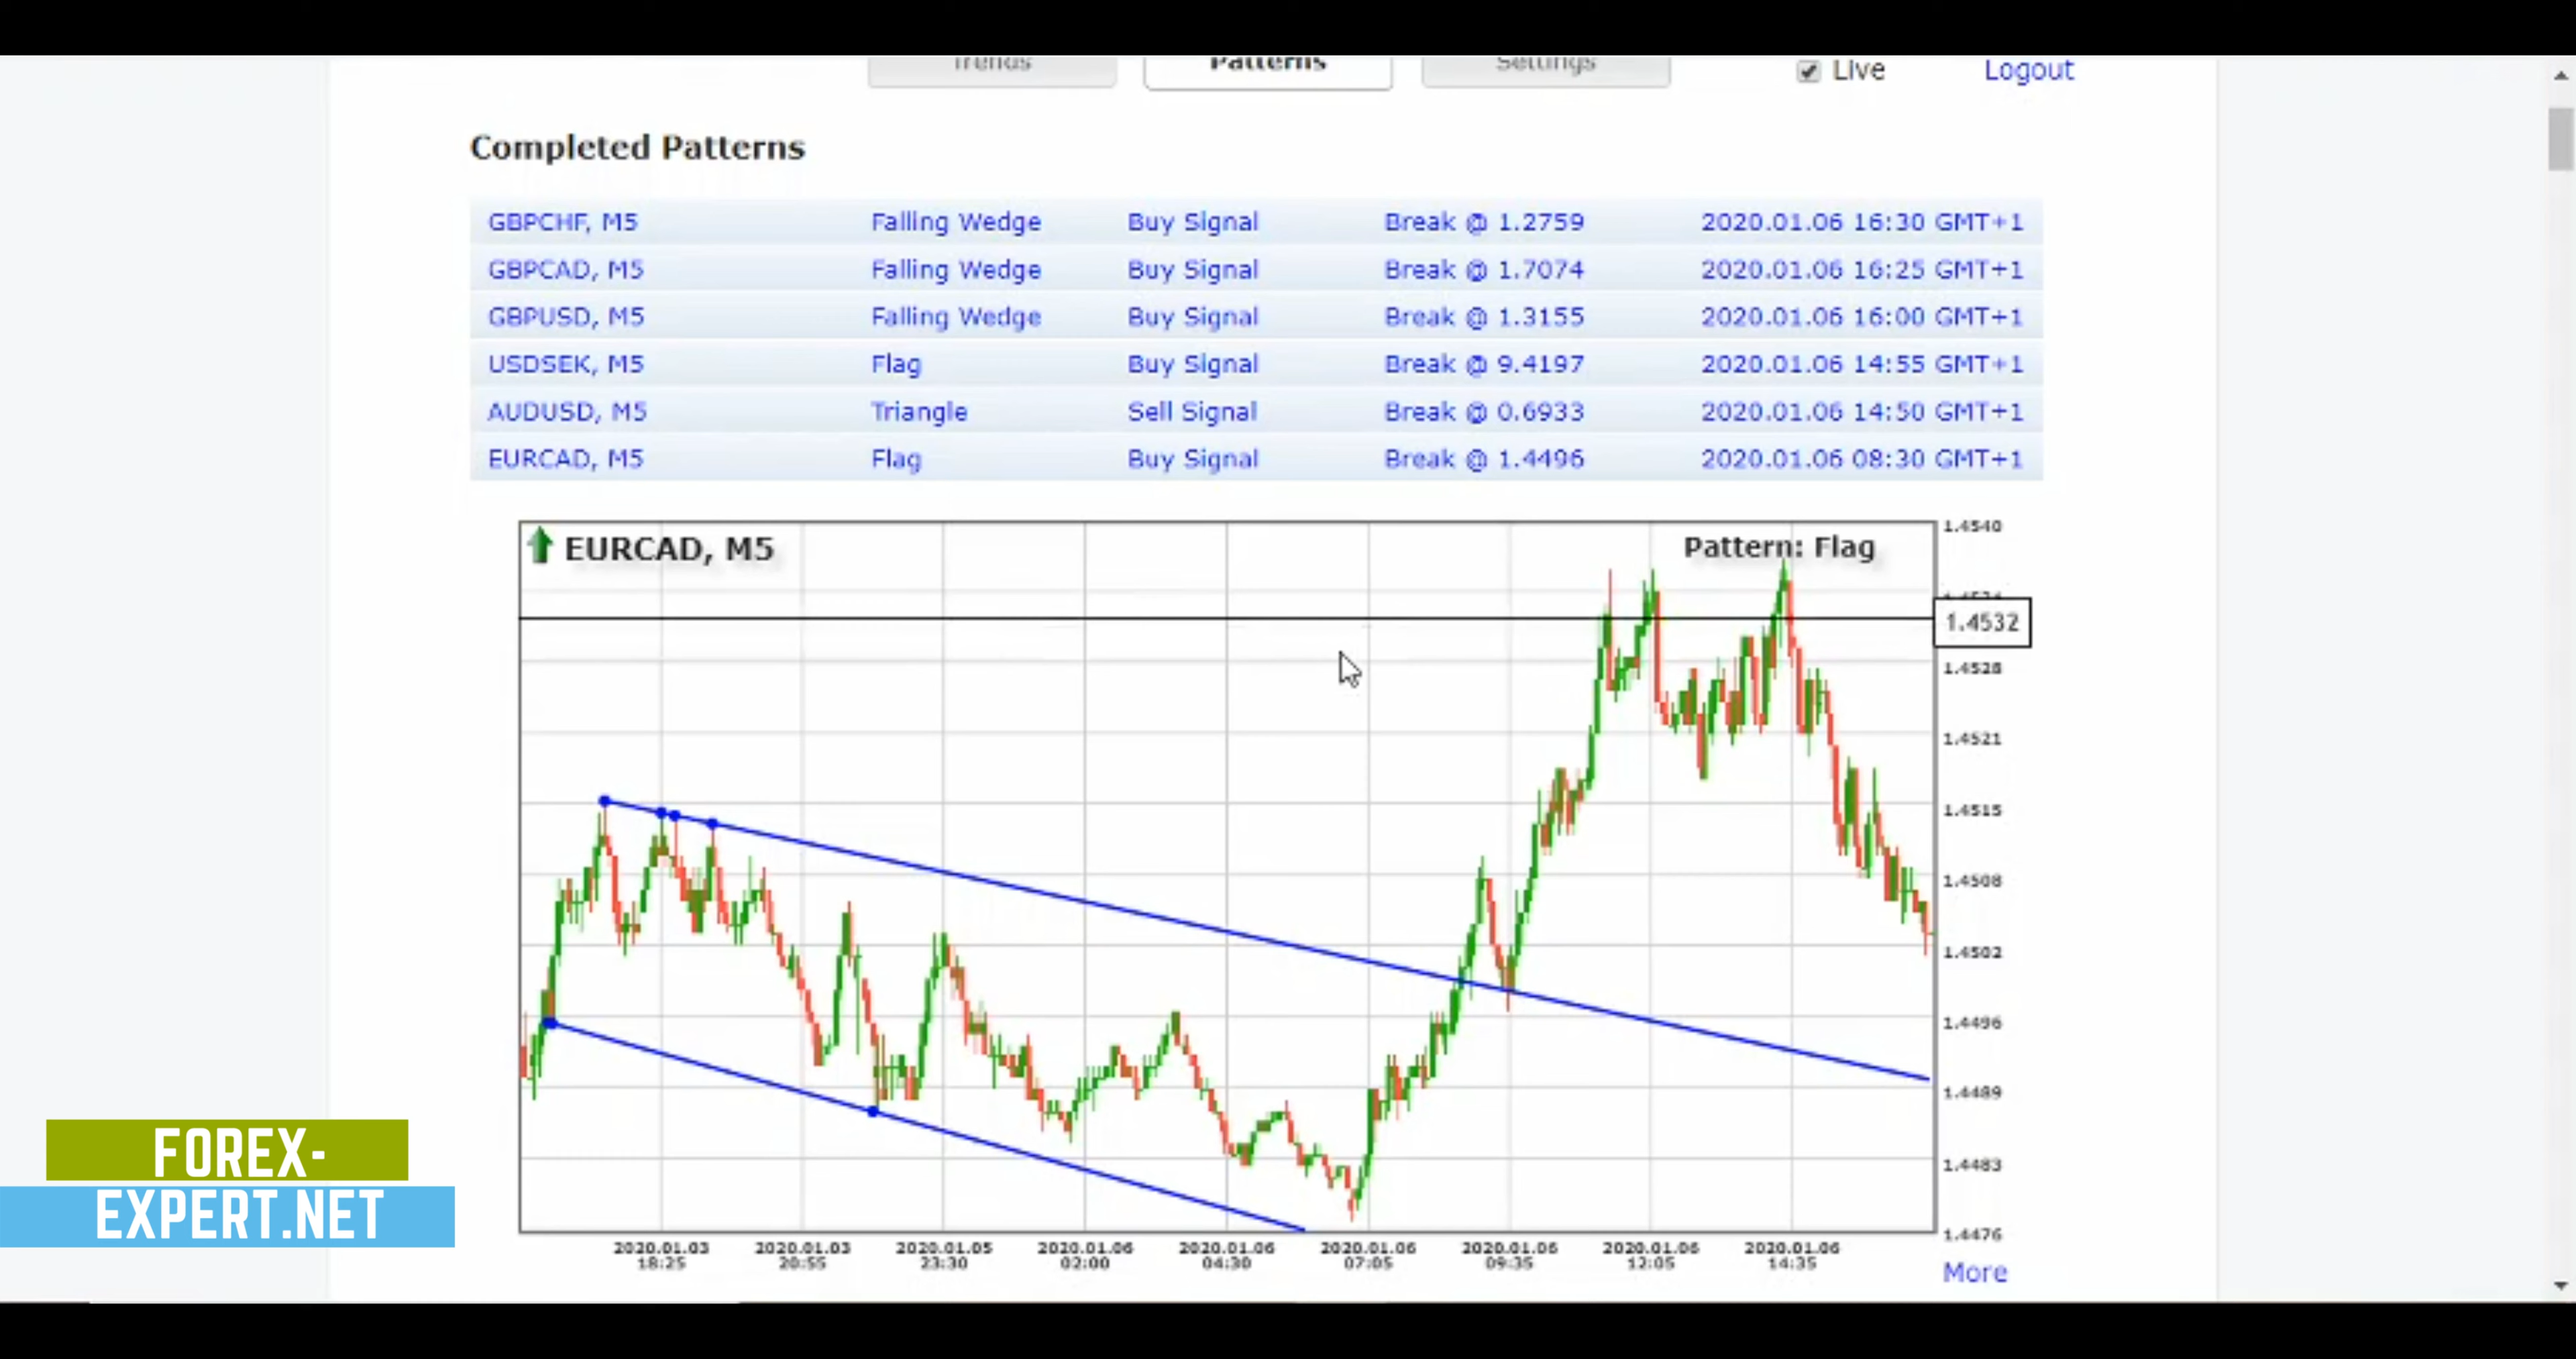 Trends Patterns Settings Live Logout
Completed Patterns
GBPCHF, M5 Falling Wedge Buy Signal Break @ 1.2759 2020.01.06 16:30 GMT+1
GBPCAD, M5 Falling Wedge Buy Signal Break @ 1.7074 2020.01.06 16:25 GMT+1
GBPUSD, M5 Falling Wedge Buy Signal Break @ 1.3155 2020.01.06 16:00 GMT+1
USDSEK, M5 Flag Buy Signal Break @ 9.4197 2020.01.06 14:55 GMT+1
AUDUSD, M5 Triangle Sell Signal Break @ 0.6933 2020.01.06 14:50 GMT+1
EURCAD, M5 Flag Buy Signal Break @ 1.4496 2020.01.06 08:30 GMT+1
EURCAD, M5 Pattern: Flag
1.4540
1.4532
1.4528
1.4521
1.4515
1.4508
1.4502
1.4496
1.4489
1.4483
1.4476
2020.01.03 2020.01.03 2020.01.05 2020.01.06 2020.01.06 2020.01.06 2020.01.06 2020.01.06 2020.01.06
18:25 20:55 23:30 02:00 04:30 07:05 09:35 12:05 14:35
More
FOREX-
EXPERT.NET